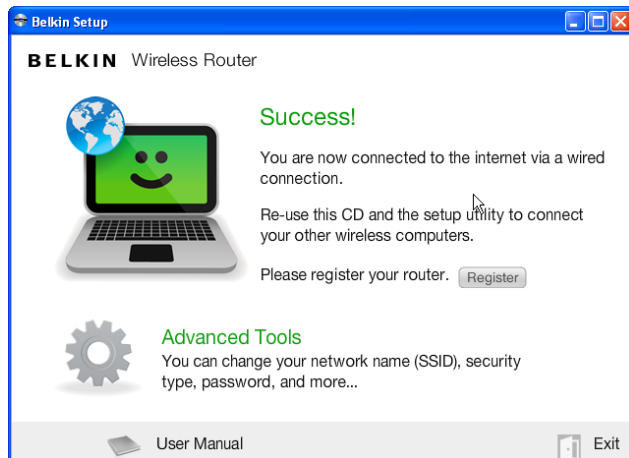 Belkin Setup
BELKIN Wireless Router
Success!
You are now connected to the internet via a wired
connection.
Re-use this CD and the setup utility to connect
your other wireless computers.
Please register your router. Register
Advanced Tools
You can change your network name (SSID), security
type, password, and more...
User Manual
Exit